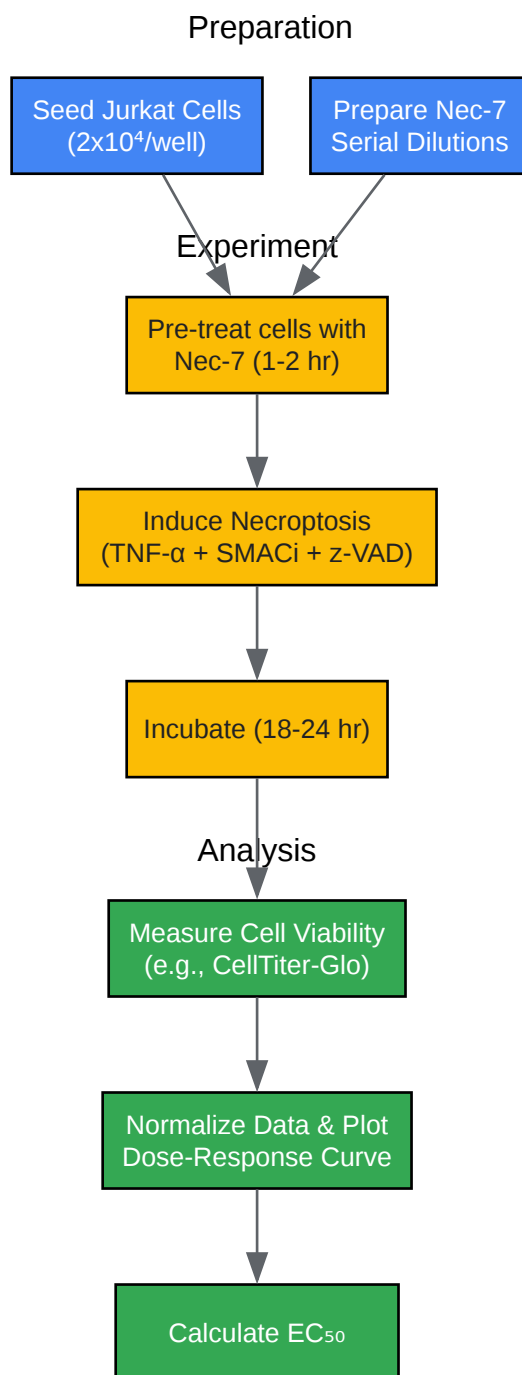 Preparation
Seed Jurkat Cells
(2x10⁴/well)
Prepare Nec-7
Serial Dilutions
Experiment
Pre-treat cells with
Nec-7 (1-2 hr)
Induce Necroptosis
(TNF-α + SMACi + z-VAD)
Incubate (18-24 hr)
Analysis
Measure Cell Viability
(e.g., CellTiter-Glo)
Normalize Data & Plot
Dose-Response Curve
Calculate EC₅₀